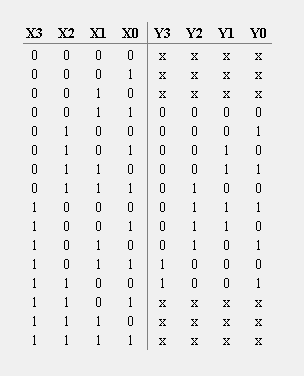 X3 X2 X1 X0 Y3 Y2 Y1 Y0
0 0 0 0 x x x x
0 0 0 1 x x x x
0 0 1 0 x x x x
0 0 1 1 0 0 0 0
0 1 0 0 0 0 0 1
0 1 0 1 0 0 1 0
0 1 1 0 0 0 1 1
0 1 1 1 0 1 0 0
1 0 0 0 0 1 1 1
1 0 0 1 0 1 1 0
1 0 1 0 0 1 0 1
1 0 1 1 1 0 0 0
1 1 0 0 1 0 0 1
1 1 0 1 x x x x
1 1 1 0 x x x x
1 1 1 1 x x x x